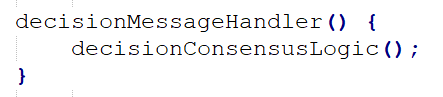 decisionMessageHandler() {
    decisionConsensusLogic();
}